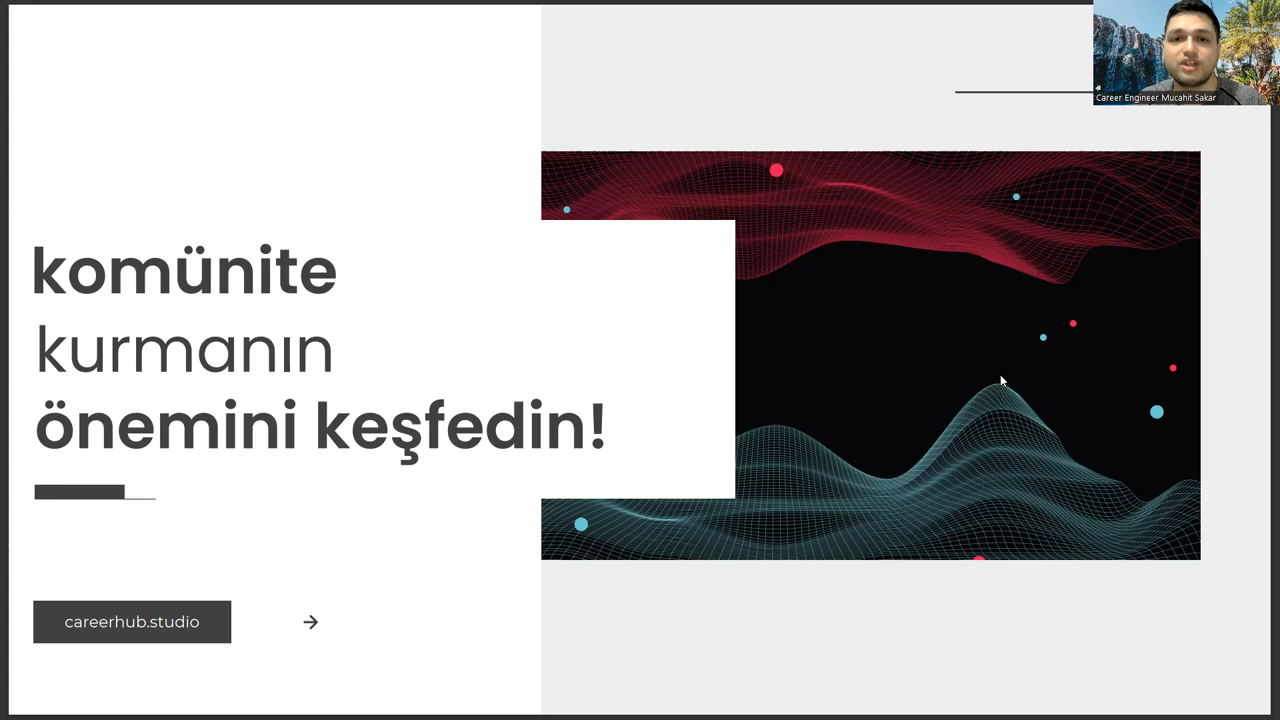 Career Engineer Mucahit Sakar
komünite
kurmanın
önemini keşfedin!
careerhub.studio